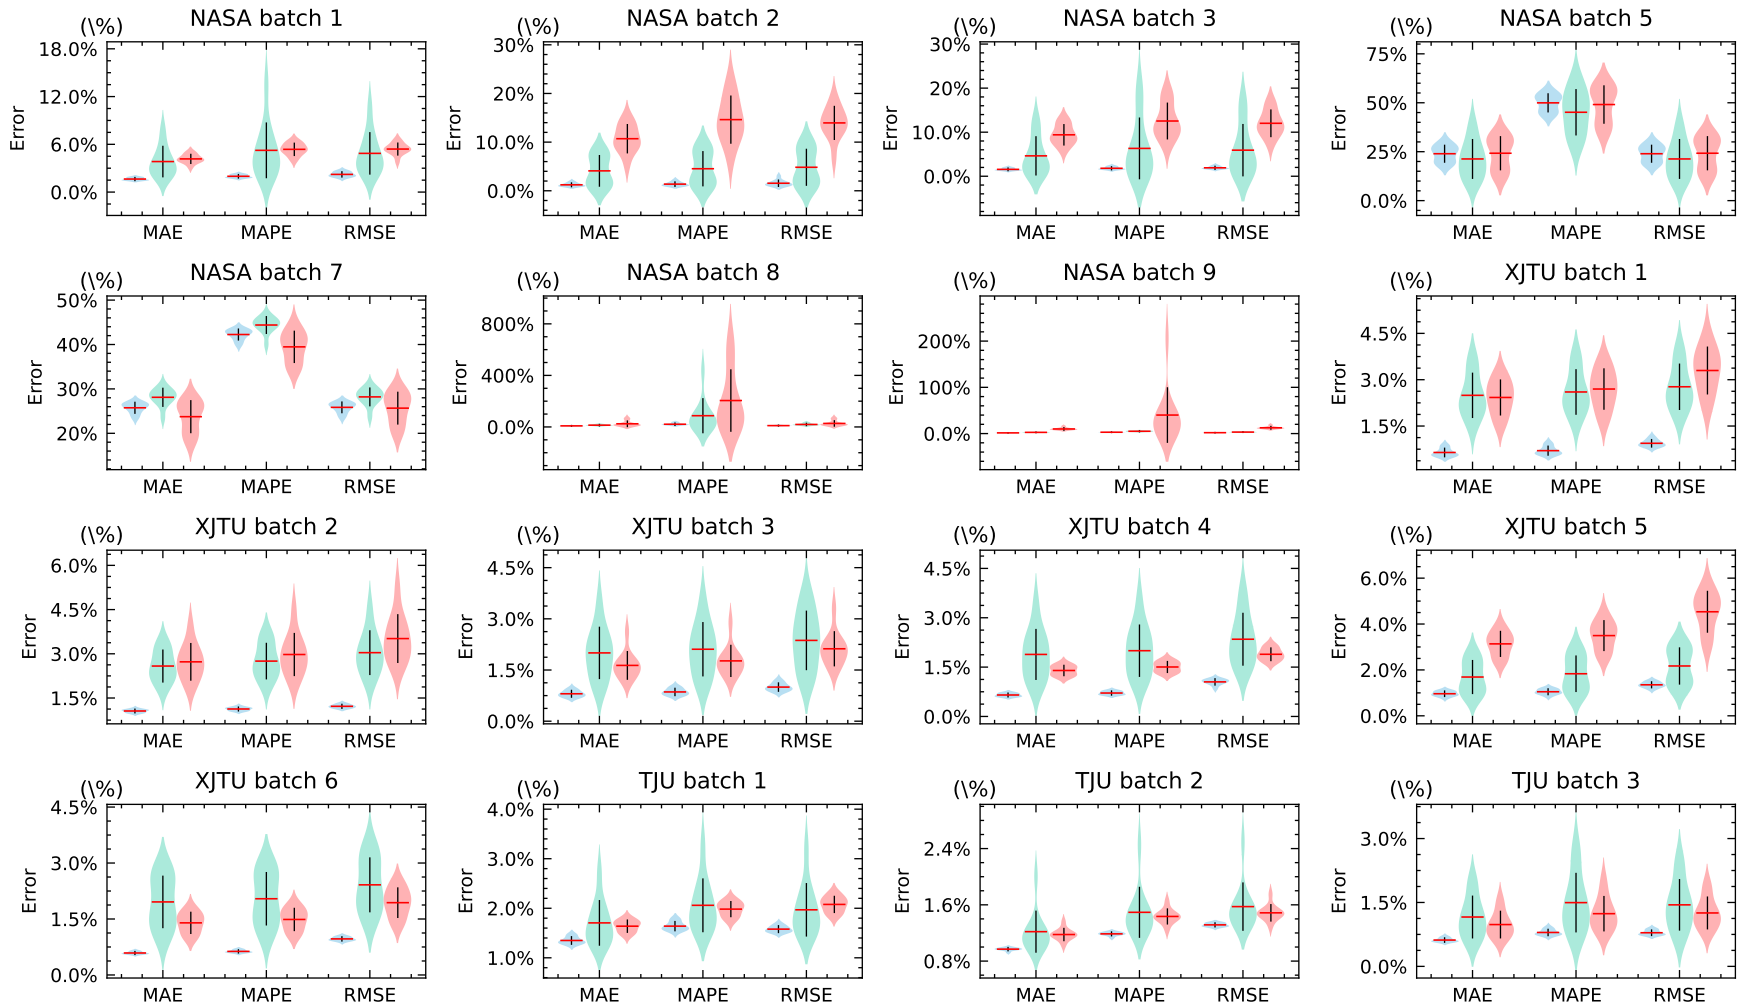 NASA batch 1
(\%)
18.0%
12.0%
6.0%
0.0%
Error
MAE MAPE RMSE
NASA batch 2
(\%)
30%
20%
10.0%
0.0%
Error
MAE MAPE RMSE
NASA batch 3
(\%)
30%
20%
10.0%
0.0%
Error
MAE MAPE RMSE
NASA batch 5
(\%)
75%
50%
25%
0.0%
Error
MAE MAPE RMSE
NASA batch 7
(\%)
50%
40%
30%
20%
Error
MAE MAPE RMSE
NASA batch 8
(\%)
800%
400%
0.0%
Error
MAE MAPE RMSE
NASA batch 9
(\%)
200%
100%
0.0%
Error
MAE MAPE RMSE
XJTU batch 1
(\%)
4.5%
3.0%
1.5%
Error
MAE MAPE RMSE
XJTU batch 2
(\%)
6.0%
4.5%
3.0%
1.5%
Error
MAE MAPE RMSE
XJTU batch 3
(\%)
4.5%
3.0%
1.5%
0.0%
Error
MAE MAPE RMSE
XJTU batch 4
(\%)
4.5%
3.0%
1.5%
0.0%
Error
MAE MAPE RMSE
XJTU batch 5
(\%)
6.0%
4.0%
2.0%
0.0%
Error
MAE MAPE RMSE
XJTU batch 6
(\%)
4.5%
3.0%
1.5%
0.0%
Error
MAE MAPE RMSE
TJU batch 1
(\%)
4.0%
3.0%
2.0%
1.0%
Error
MAE MAPE RMSE
TJU batch 2
(\%)
2.4%
1.6%
0.8%
Error
MAE MAPE RMSE
TJU batch 3
(\%)
3.0%
1.5%
0.0%
Error
MAE MAPE RMSE